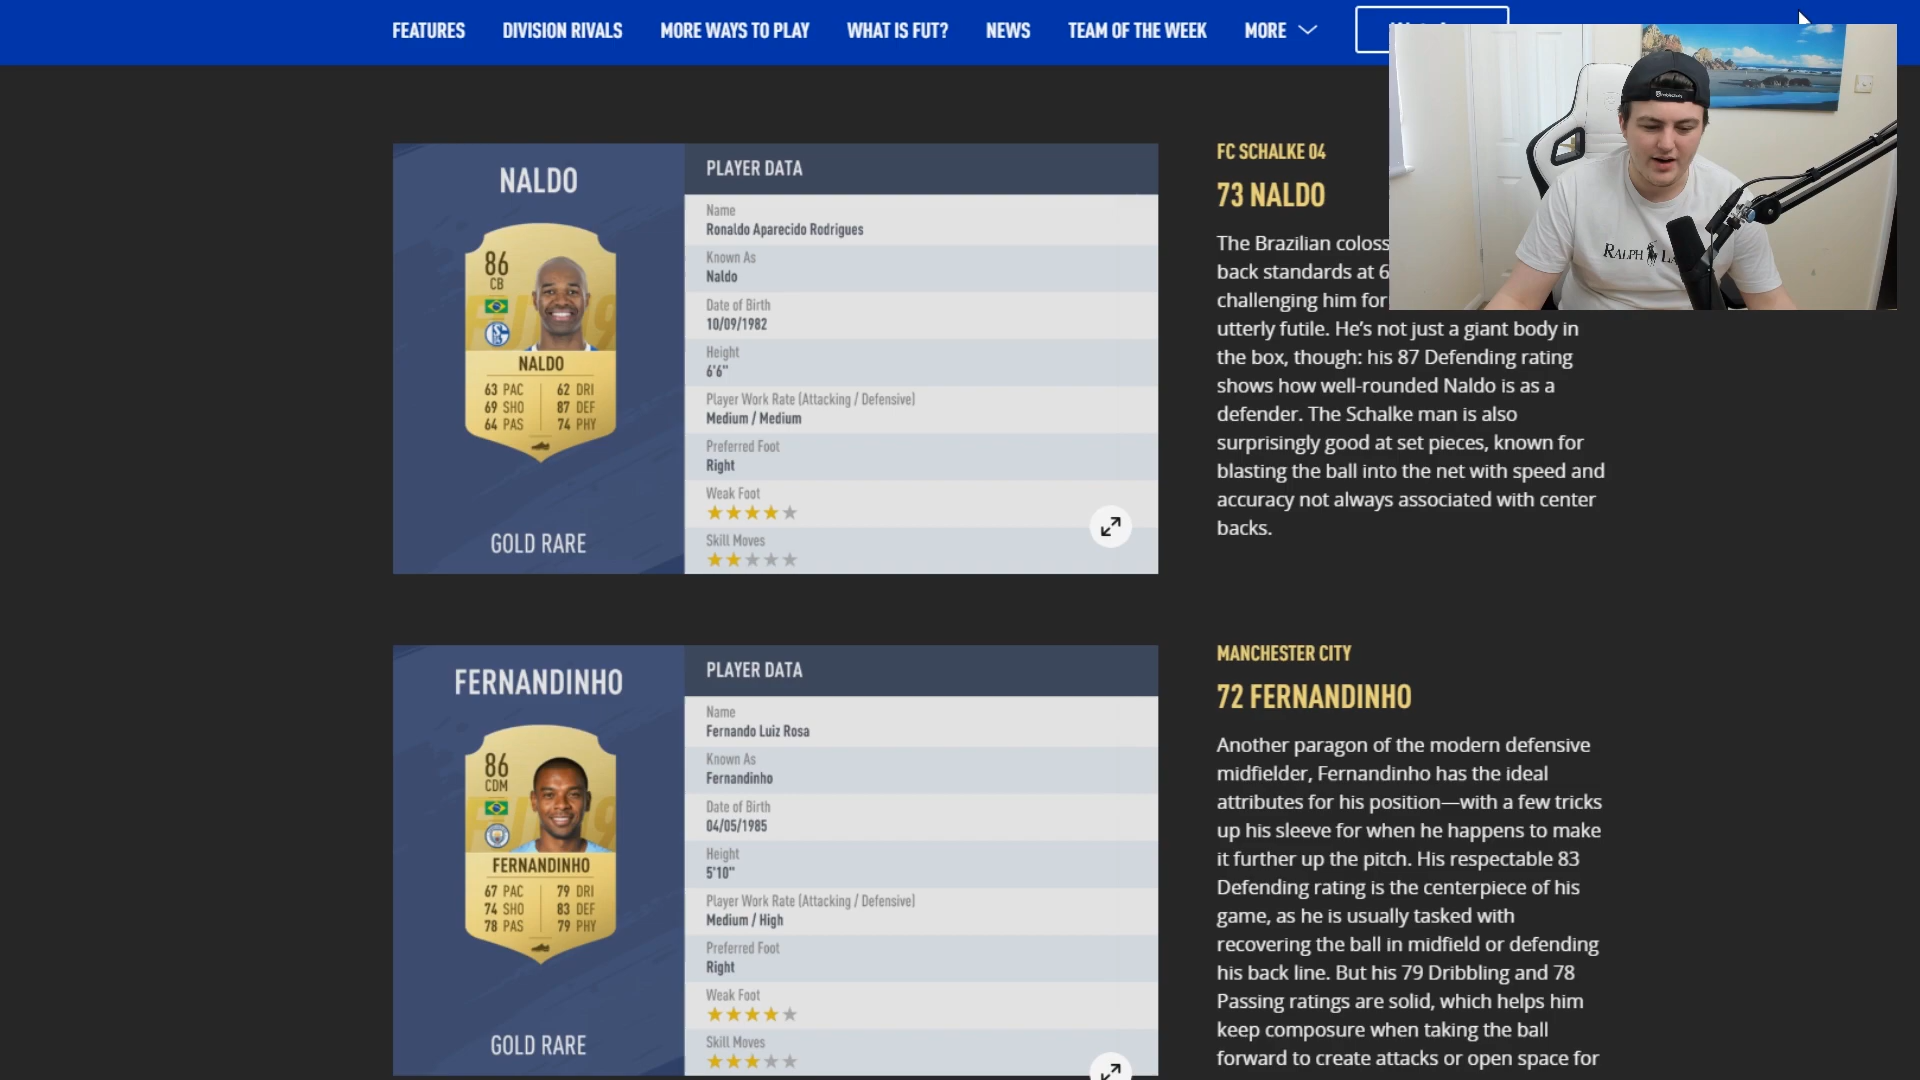 FEATURES
DIVISION RIVALS
MORE WAYS TO PLAY
WHAT IS FUT?
NEWS
TEAM OF THE WEEK
MORE
NALDO
86
CB
NALDO
63 PAC 62 DRI
69 SHO 87 DEF
64 PAS 74 PHY
GOLD RARE
PLAYER DATA
Name
Ronaldo Aparecido Rodrigues
Known As
Naldo
Date of Birth
10/09/1982
Height
6'6"
Player Work Rate (Attacking / Defensive)
Medium / Medium
Preferred Foot
Right
Weak Foot
Skill Moves
FC SCHALKE 04
73 NALDO
The Brazilian coloss
back standards at 6
challenging him for
utterly futile. He’s not just a giant body in
the box, though: his 87 Defending rating
shows how well-rounded Naldo is as a
defender. The Schalke man is also
surprisingly good at set pieces, known for
blasting the ball into the net with speed and
accuracy not always associated with center
backs.
RALPH LA
FERNANDINHO
86
CDM
FERNANDINHO
67 PAC 79 DRI
74 SHO 83 DEF
78 PAS 79 PHY
GOLD RARE
PLAYER DATA
Name
Fernando Luiz Rosa
Known As
Fernandinho
Date of Birth
04/05/1985
Height
5'10"
Player Work Rate (Attacking / Defensive)
Medium / High
Preferred Foot
Right
Weak Foot
Skill Moves
MANCHESTER CITY
72 FERNANDINHO
Another paragon of the modern defensive
midfielder, Fernandinho has the ideal
attributes for his position—with a few tricks
up his sleeve for when he happens to make
it further up the pitch. His respectable 83
Defending rating is the centerpiece of his
game, as he is usually tasked with
recovering the ball in midfield or defending
his back line. But his 79 Dribbling and 78
Passing ratings are solid, which helps him
keep composure when taking the ball
forward to create attacks or open space for